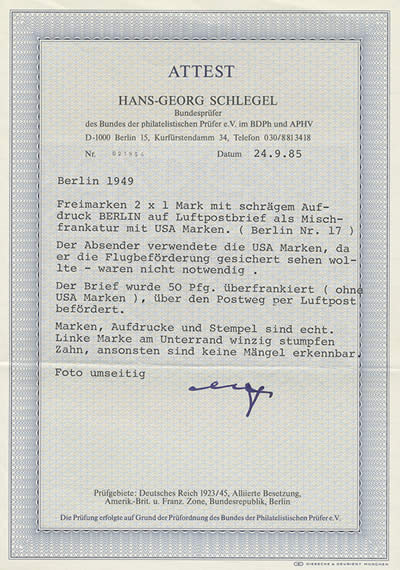 ATTEST
HANS-GEORG SCHLEGEL
Bundesprüfer
des Bundes der philatelistischen Prüfer e.V. im BDPh und APHV
D-1000 Berlin 15, Kurfürstendamm 34, Telefon 030/8813418
Nr. Datum 24.9.85
Berlin 1949
Freimarken 2 x 1 Mark mit schrägem Auf-
druck BERLIN auf Luftpostbrief als Misch-
frankatur mit USA Marken. ( Berlin Nr. 17 )
Der Absender verwendete die USA Marken, da
er die Flugbeförderung gesichert sehen wol-
lte - waren nicht notwendig .
Der Brief wurde 50 Pfg. überfrankiert ( ohne
USA Marken ), über den Postweg per Luftpost
befördert.
Marken, Aufdrucke und Stempel sind echt.
Linke Marke am Unterrand winzig stumpfen
Zahn, ansonsten sind keine Mängel erkennbar.
Foto umseitig
Prüfgebiete: Deutsches Reich 1923/45, Alliierte Besetzung,
Amerik.-Brit. u. Franz. Zone, Bundesrepublik, Berlin
Die Prüfung erfolgte auf Grund der Prüfordnung des Bundes der Philatelistischen Prüfer e.V.
GIESECKE & DEVRIENT MÜNCHEN